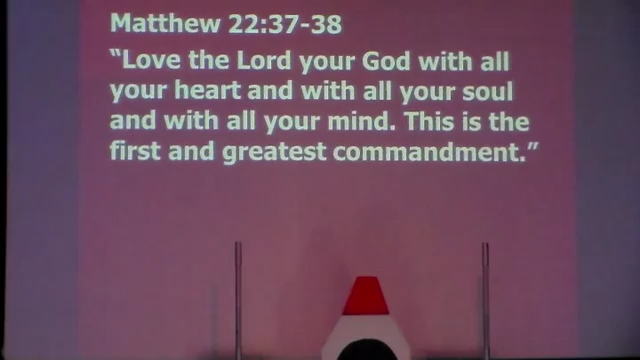 Matthew 22:37-38
“Love the Lord your God with all
your heart and with all your soul
and with all your mind. This is the
first and greatest commandment.”